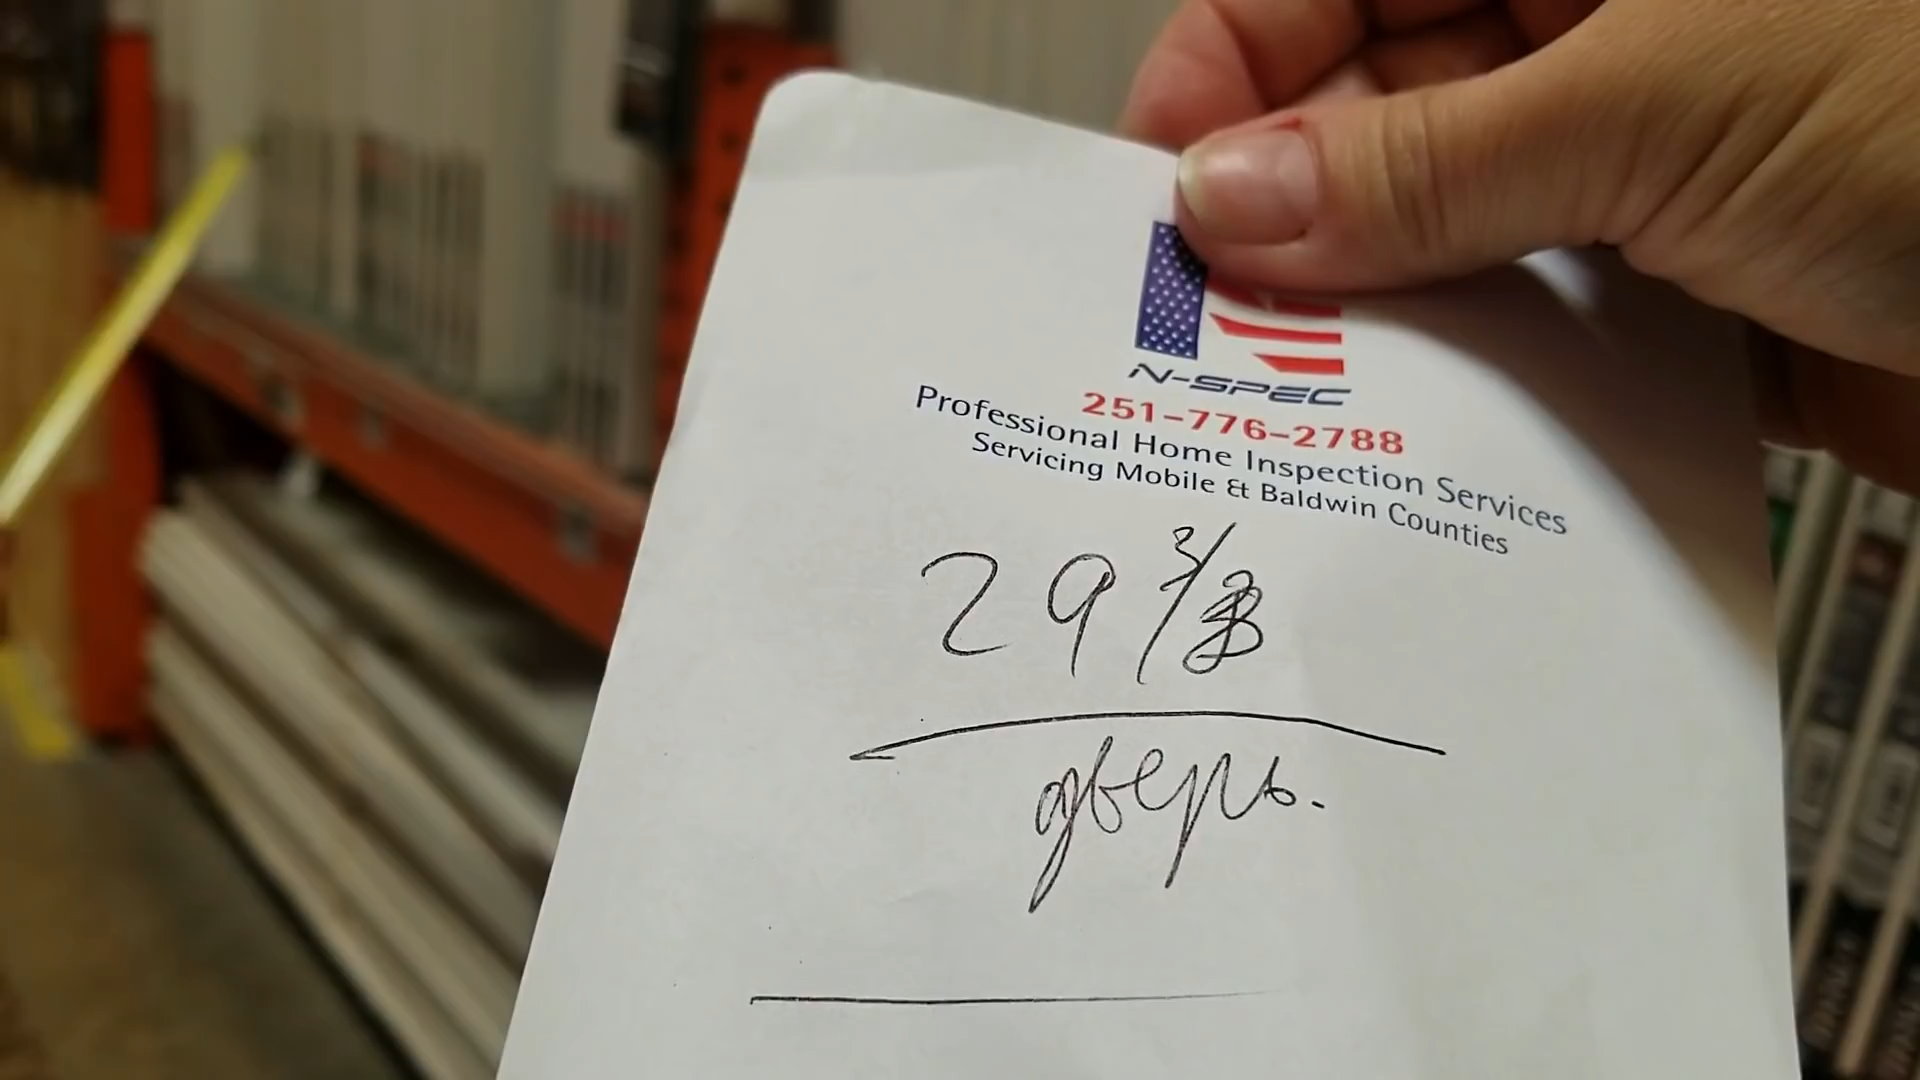 N-SPEC
251-776-2788
Professional Home Inspection Services
Servicing Mobile & Baldwin Counties
29 3/8
дверь.